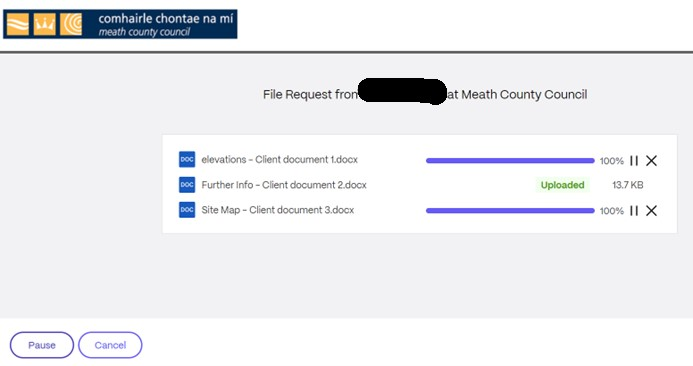 comhairle chontae na mí
meath county council
File Request from at Meath County Council
DOC elevations - Client document 1.docx 100%
DOC Further Info - Client document 2.docx Uploaded 13.7 KB
DOC Site Map - Client document 3.docx 100%
Pause Cancel